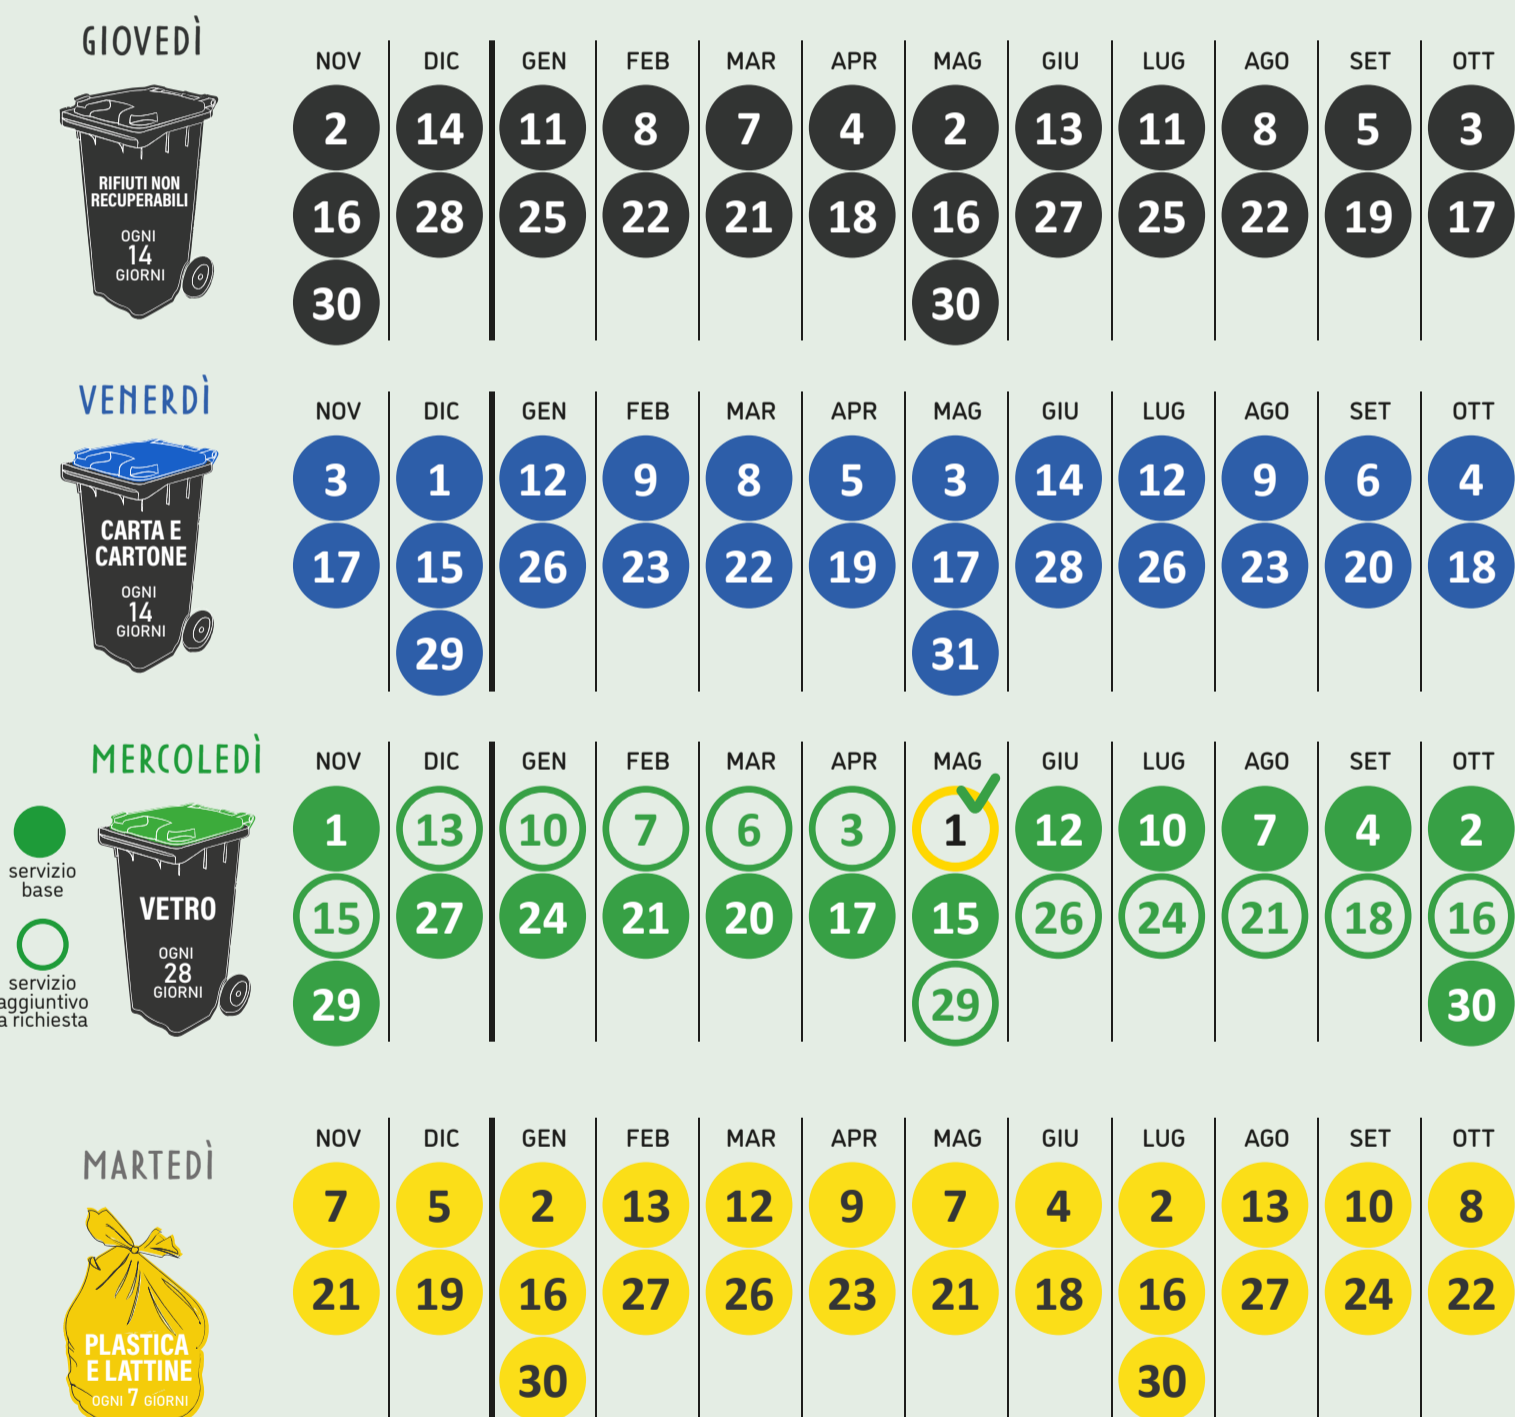 GIOVEDÌ
RIFIUTI NON
RECUPERABILI
OGNI
14
GIORNI
NOV DIC GEN FEB MAR APR MAG GIU LUG AGO SET OTT
2 14 11 8 7 4 2 13 11 8 5 3
16 28 25 22 21 18 16 27 25 22 19 17
30 30
VENERDÌ
CARTA E
CARTONE
OGNI
14
GIORNI
NOV DIC GEN FEB MAR APR MAG GIU LUG AGO SET OTT
3 1 12 9 8 5 3 14 12 9 6 4
17 15 26 23 22 19 17 28 26 23 20 18
29 31
MERCOLEDÌ
servizio
base
servizio
aggiuntivo
a richiesta
VETRO
OGNI
28
GIORNI
NOV DIC GEN FEB MAR APR MAG GIU LUG AGO SET OTT
1 13 10 7 6 3 1 12 10 7 4 2
15 27 24 21 20 17 15 26 24 21 18 16
29 29 30
MARTEDÌ
PLASTICA
E LATTINE
OGNI 7 GIORNI
NOV DIC GEN FEB MAR APR MAG GIU LUG AGO SET OTT
7 5 2 13 12 9 7 4 2 13 10 8
21 19 16 27 26 23 21 18 16 27 24 22
30 30